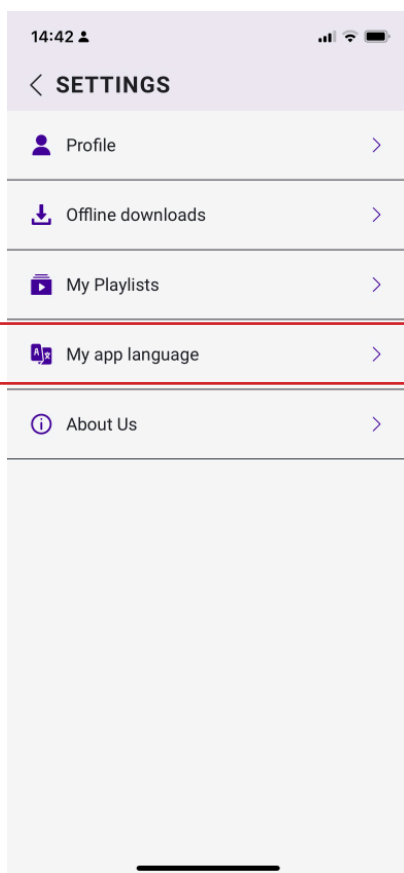 14:42
SETTINGS
Profile
Offline downloads
My Playlists
My app language
About Us